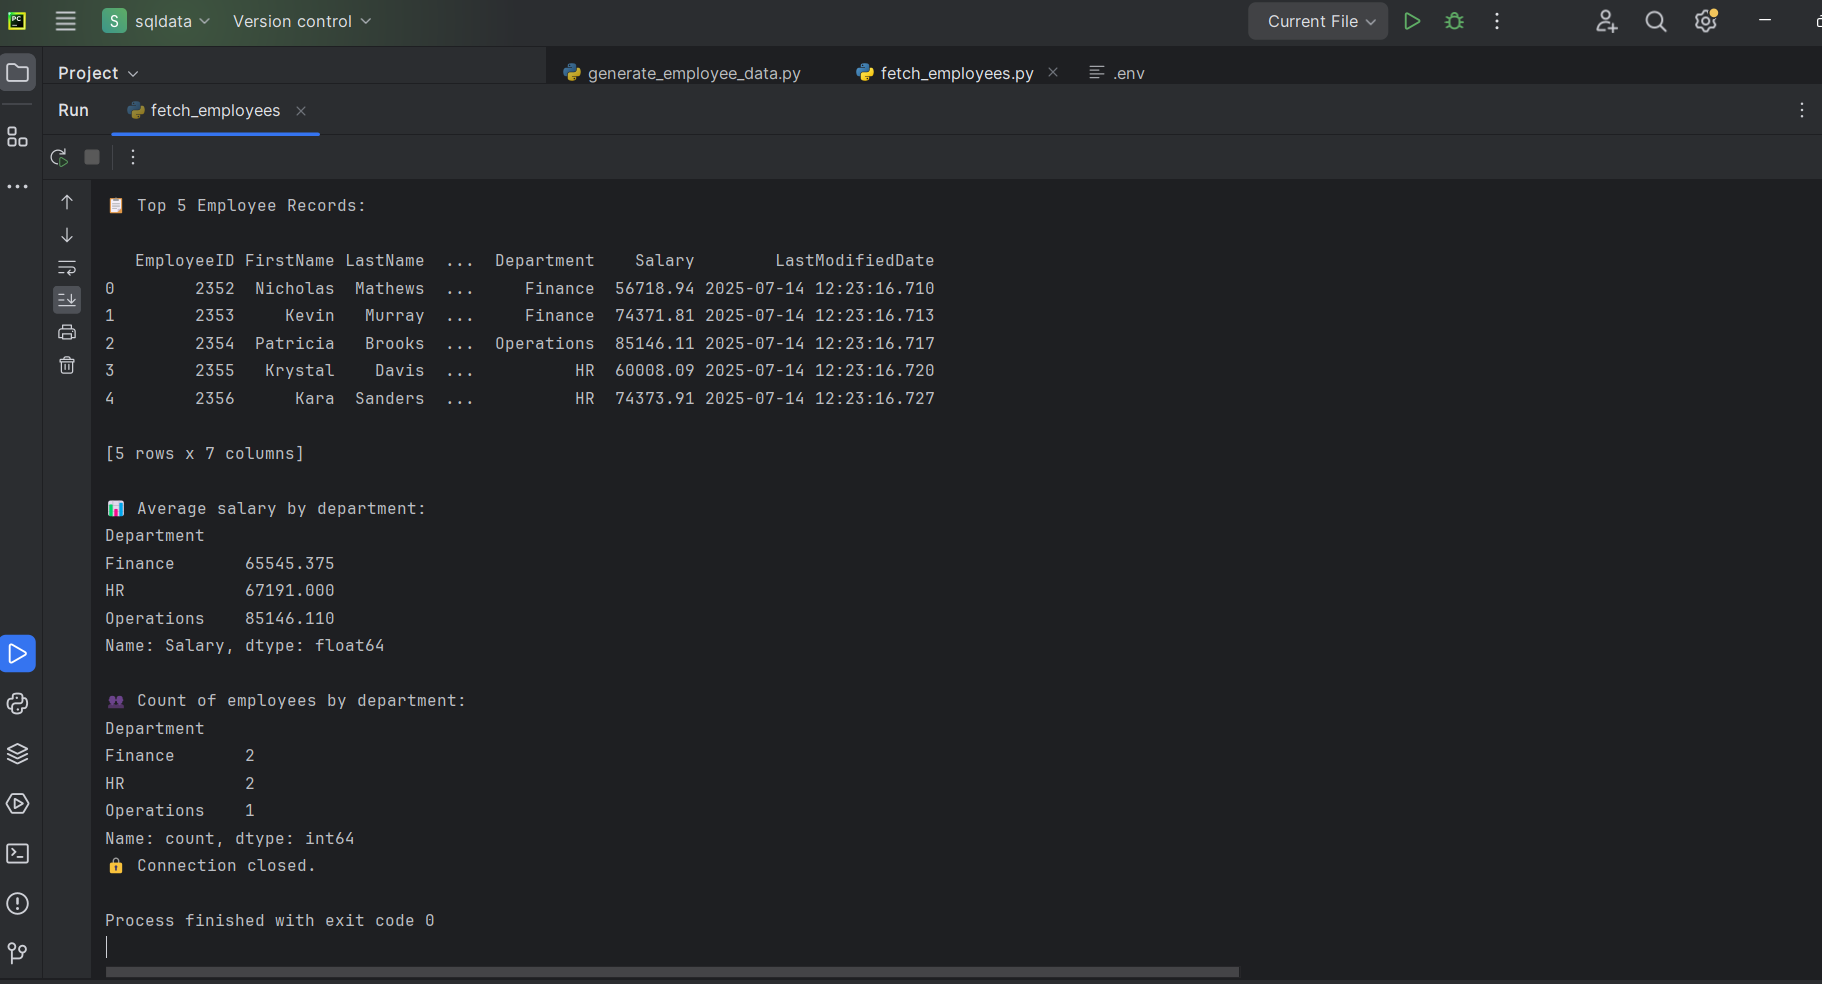 PC
S sqldata Version control Current File
Project generate_employee_data.py fetch_employees.py .env
Run fetch_employees
📋 Top 5 Employee Records:
EmployeeID FirstName LastName ... Department Salary LastModifiedDate
0 2352 Nicholas Mathews ... Finance 56718.94 2025-07-14 12:23:16.710
1 2353 Kevin Murray ... Finance 74371.81 2025-07-14 12:23:16.713
2 2354 Patricia Brooks ... Operations 85146.11 2025-07-14 12:23:16.717
3 2355 Krystal Davis ... HR 60008.09 2025-07-14 12:23:16.720
4 2356 Kara Sanders ... HR 74373.91 2025-07-14 12:23:16.727
[5 rows x 7 columns]
📊 Average salary by department:
Department
Finance 65545.375
HR 67191.000
Operations 85146.110
Name: Salary, dtype: float64
👥 Count of employees by department:
Department
Finance 2
HR 2
Operations 1
Name: count, dtype: int64
🔒 Connection closed.
Process finished with exit code 0